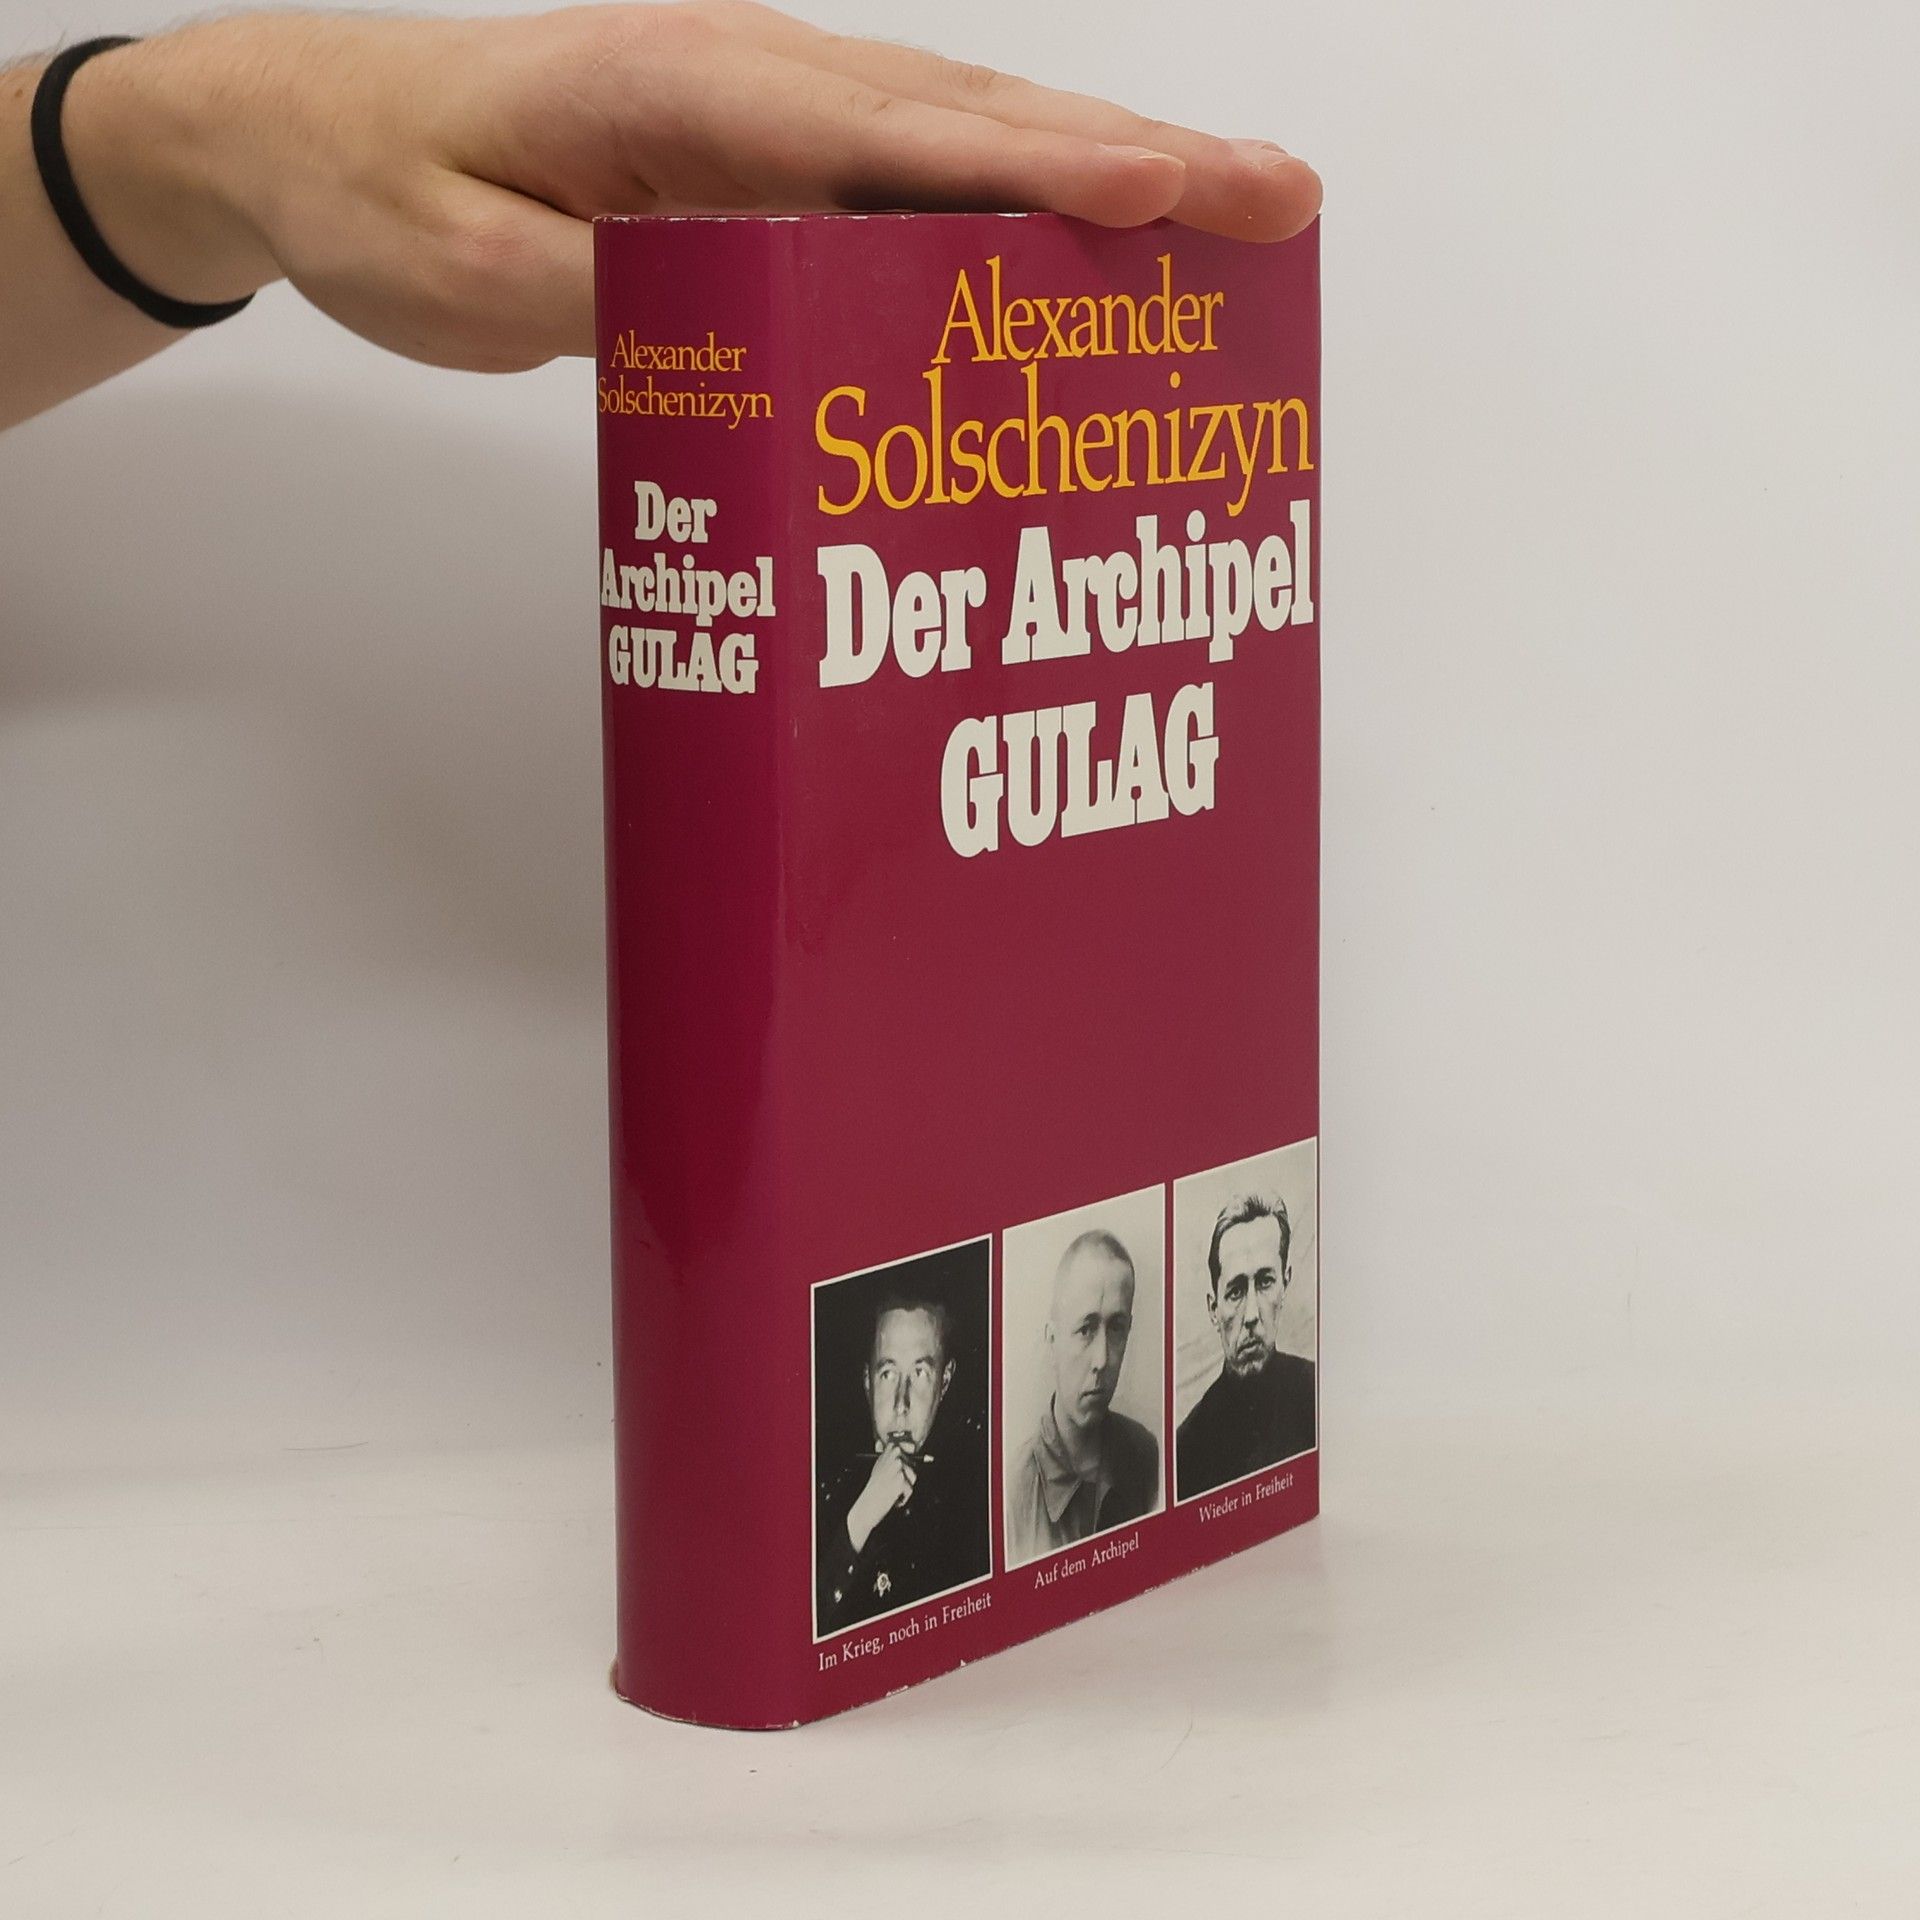 Alexander
Solschenizyn
Der
Archipel
GULAG
Alexander
Solschenizyn
Der Archipel
GULAG
Im Krieg, noch in Freiheit
Auf dem Archipel
Wieder in Freiheit